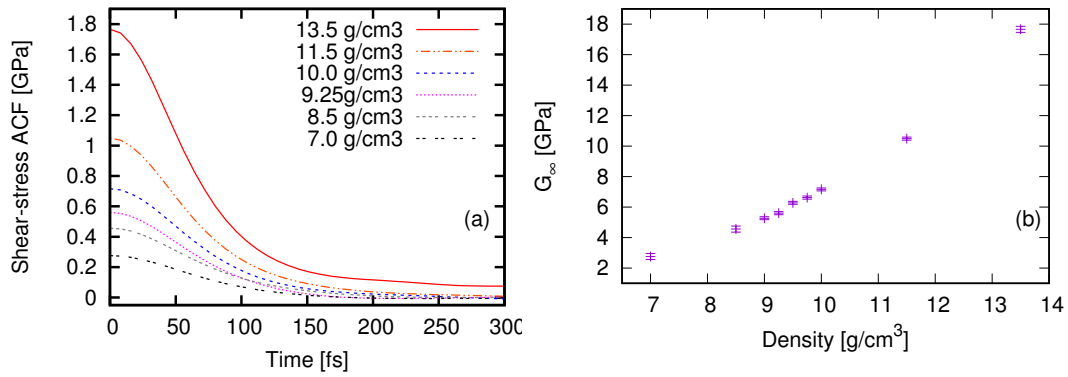 Shear-stress ACF [GPa]
1.8
1.6
1.4
1.2
1
0.8
0.6
0.4
0.2
0
13.5 g/cm3
11.5 g/cm3
10.0 g/cm3
9.25g/cm3
8.5 g/cm3
7.0 g/cm3
(a)
0 50 100 150 200 250 300
Time [fs]
G∞ [GPa]
18
16
14
12
10
8
6
4
2
(b)
7 8 9 10 11 12 13 14
Density [g/cm³]